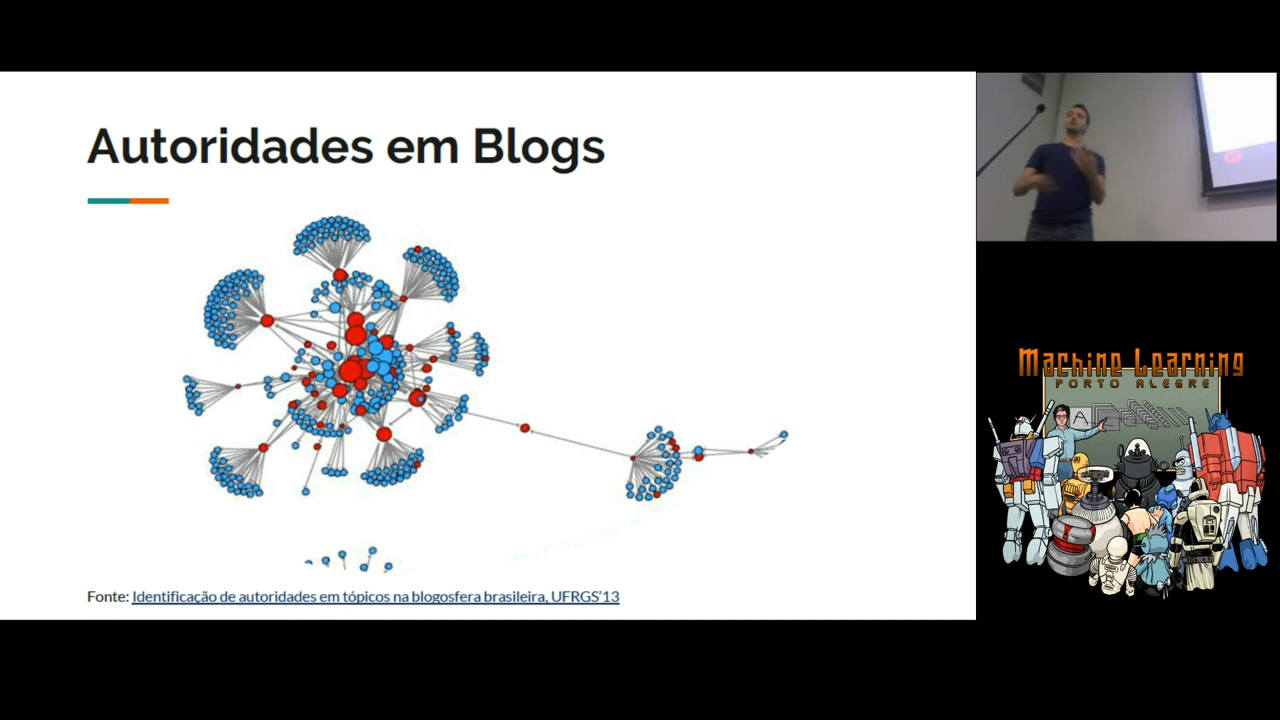 Autoridades em Blogs
Fonte: Identificação de autoridades em tópicos na blogosfera brasileira, UFRGS'13
Machine Learning
PORTO ALEGRE
A